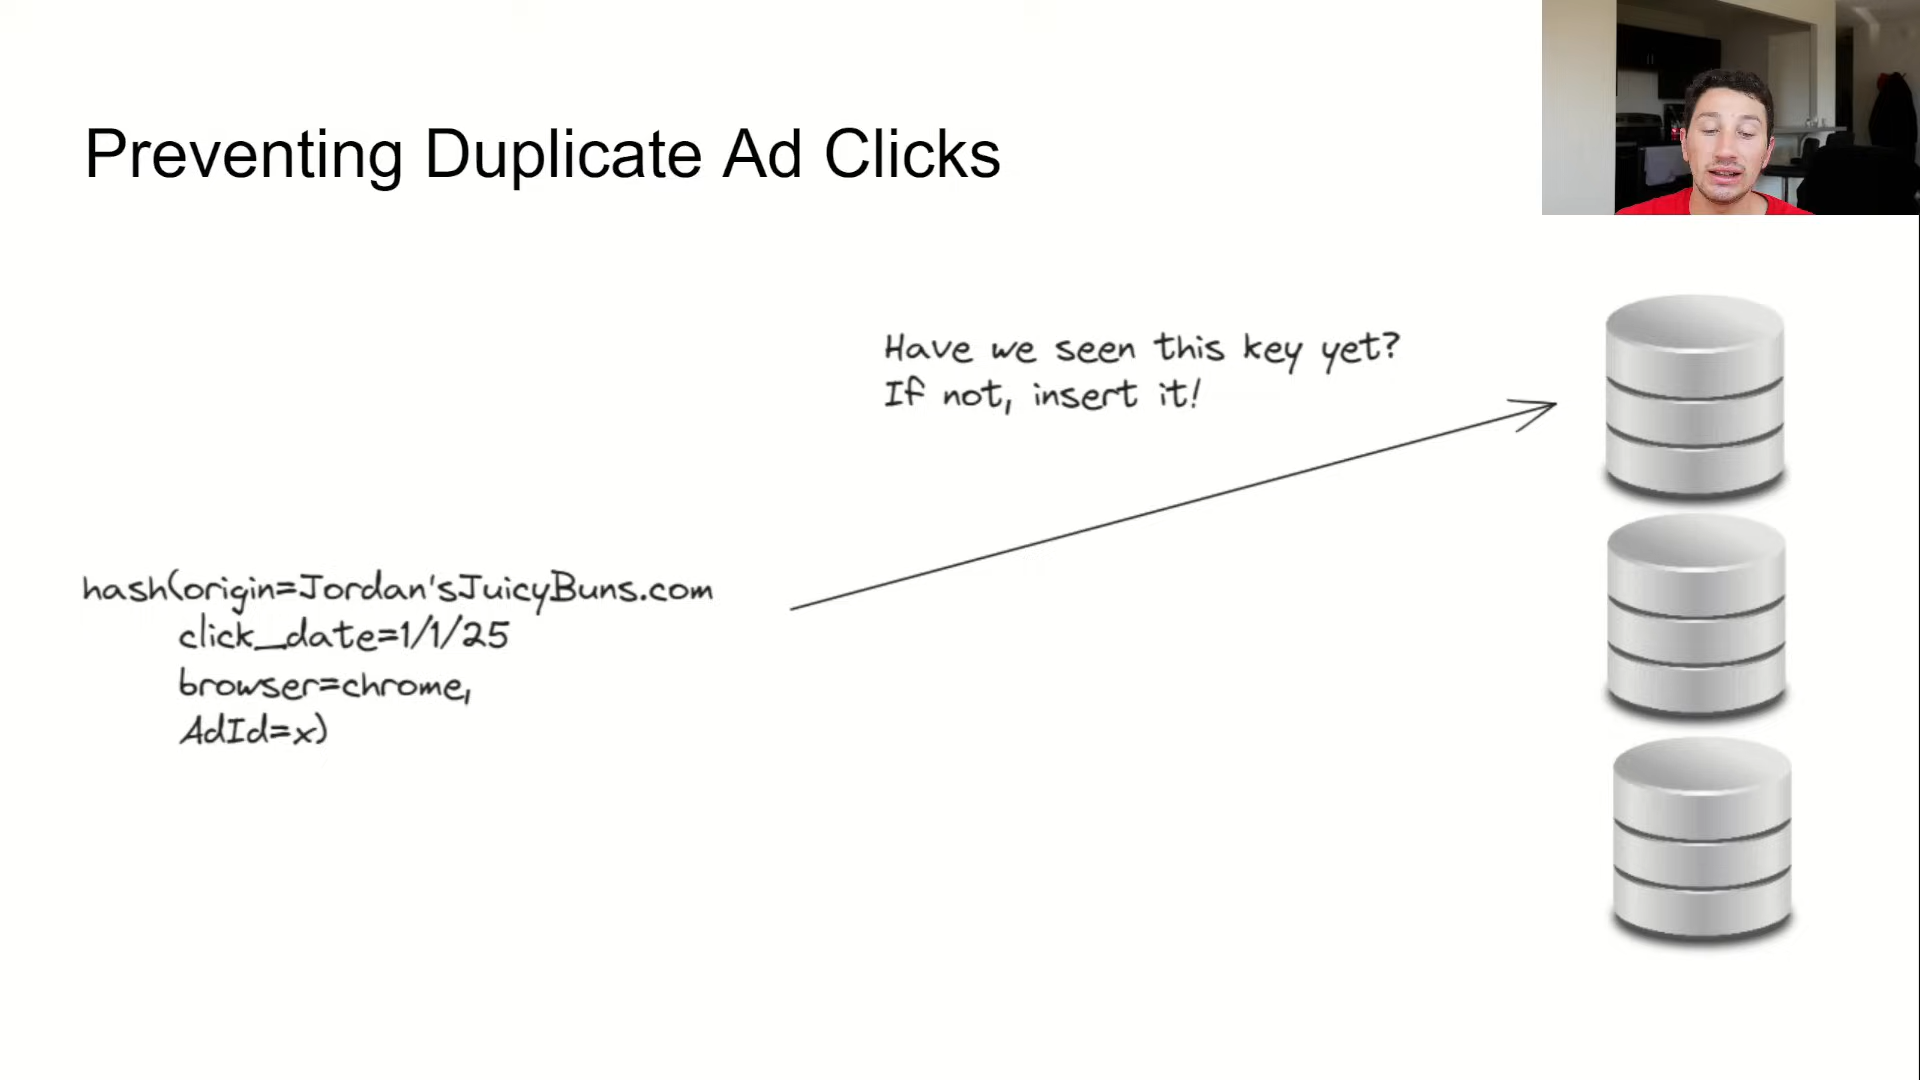 Preventing Duplicate Ad Clicks
Have we seen this key yet?
If not, insert it!
hash(origin=Jordan'sJuicyBuns.com
click_date=1/1/25
browser=chrome,
AdId=x)